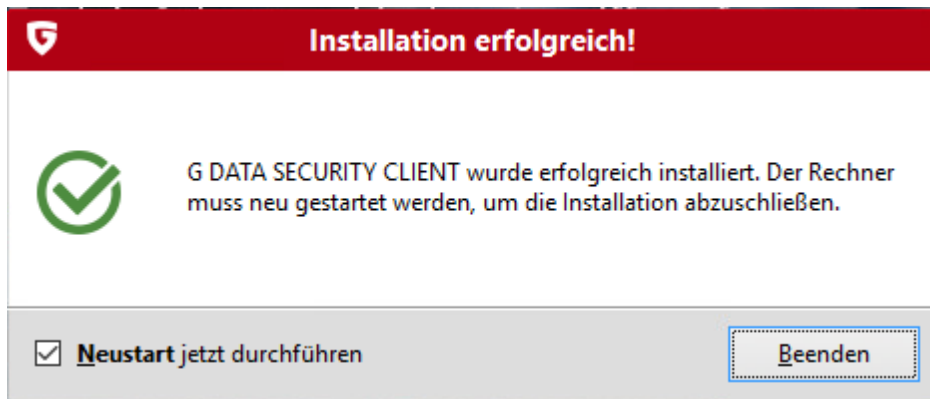 Installation erfolgreich!
G DATA SECURITY CLIENT wurde erfolgreich installiert. Der Rechner
muss neu gestartet werden, um die Installation abzuschließen.
Neustart jetzt durchführen
Beenden